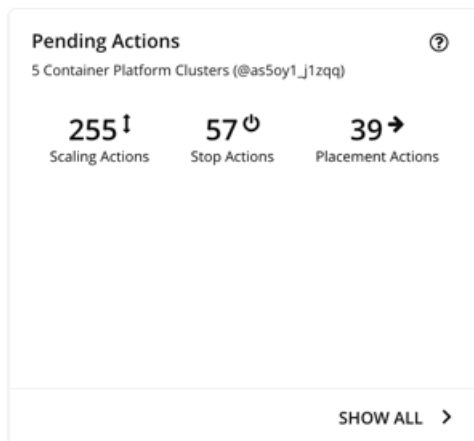 Pending Actions
5 Container Platform Clusters (@as5oy1_j1zqq)
255 57 39
Scaling Actions Stop Actions Placement Actions
SHOW ALL